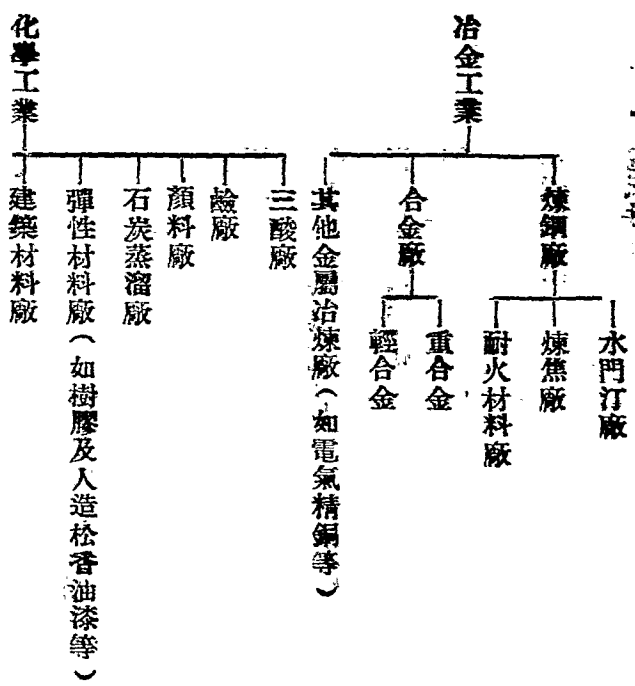 冶金工業
煉鋼廠
水門汀廠
煉焦廠
耐火材料廠
合金廠
重合金
輕合金
其他金屬冶煉廠(如電氣精銅等)
化學工業
三酸廠
鹼廠
顏料廠
石炭蒸溜廠
彈性材料廠(如樹膠及人造松香油漆等)
建築材料廠